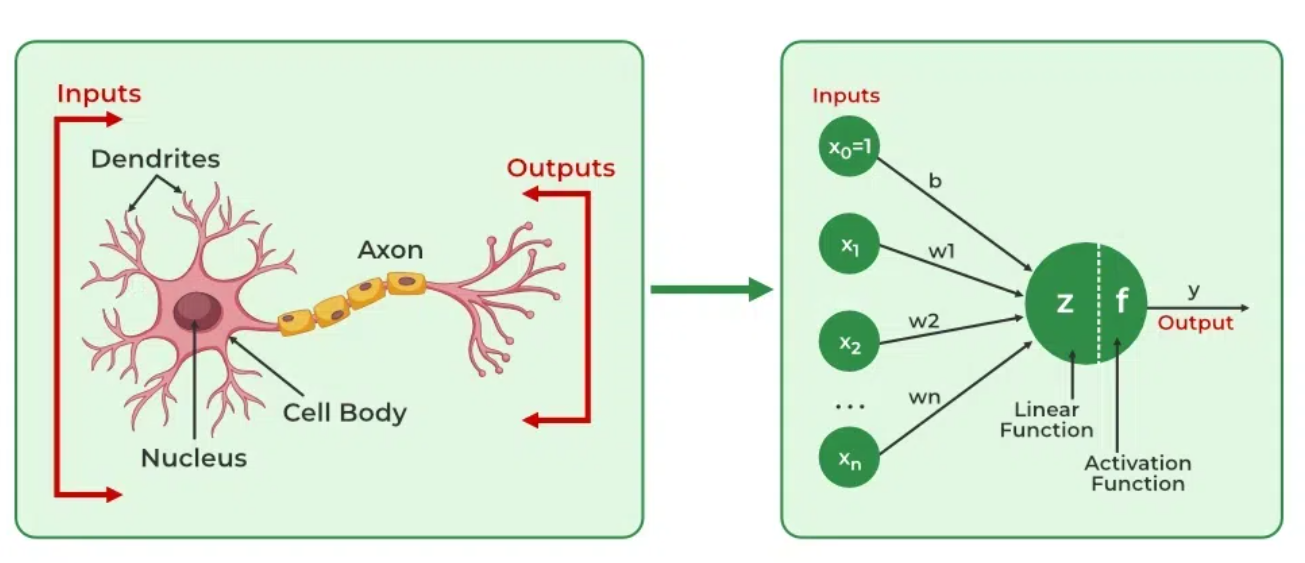 Inputs
Dendrites
Outputs
Axon
Cell Body
Nucleus
Inputs
x₀=1
b
x₁
w1
z
f
y
Output
x₂
w2
...
wn
xₙ
Linear
Function
Activation
Function